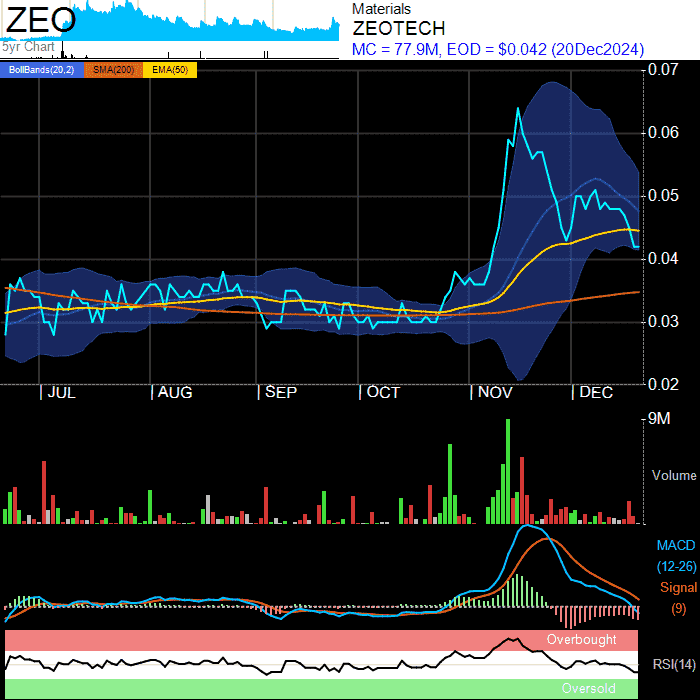 ZEO
5yr Chart
Materials
ZEOTECH
MC = 77.9M, EOD = $0.042 (20Dec2024)
BollBands(20,2) SMA(200) EMA(50)
0.07
0.06
0.05
0.04
0.03
0.02
JUL AUG SEP OCT NOV DEC
9M
Volume
MACD
(12-26)
Signal
(9)
Overbought
RSI(14)
Oversold